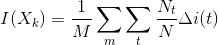 I(X_k) = \frac{1}{M} \sum_m \sum_t \frac{N_t}{N} \Delta i(t)